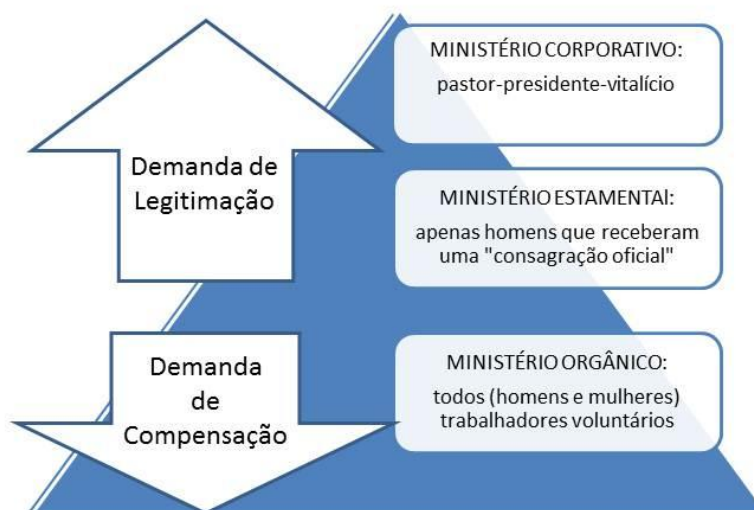 Demanda de
Legitimação
MINISTÉRIO CORPORATIVO:
pastor-presidente-vitalício
MINISTÉRIO ESTAMENTAl:
apenas homens que receberam
uma "consagração oficial"
Demanda
de
Compensação
MINISTÉRIO ORGÂNICO:
todos (homens e mulheres)
trabalhadores voluntários